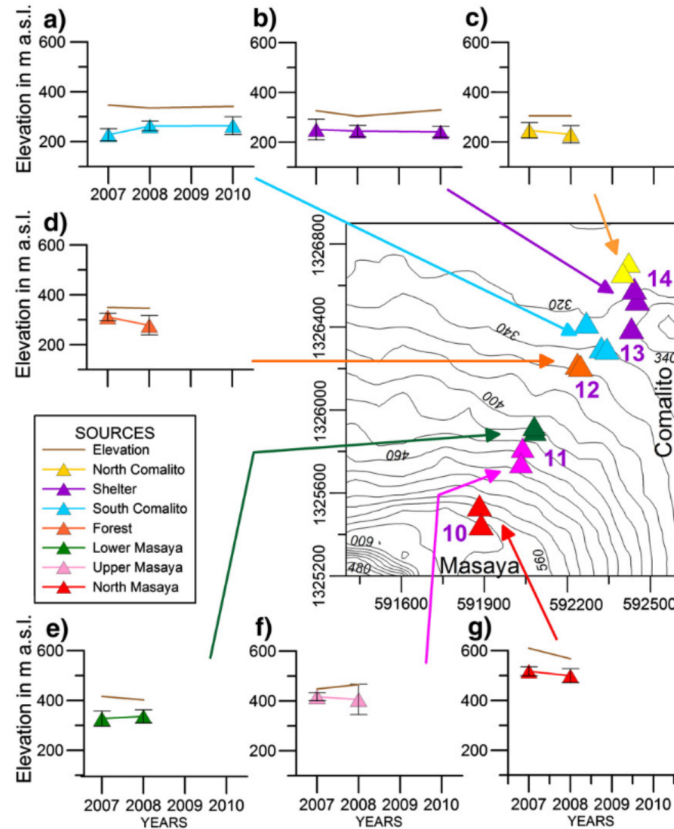 a)
b)
c)
Elevation in m a.s.l.
600
400
200
600
400
200
600
400
200
2007 2008 2009 2010
d)
Elevation in m a.s.l.
600
400
200
1326800
1326400
1326000
1325600
1325200
320
340
340
400
460
560
600
480
14
13
12
11
10
Comalito
Masaya
591600 591900 592200 592500
SOURCES
Elevation
North Comalito
Shelter
South Comalito
Forest
Lower Masaya
Upper Masaya
North Masaya
e)
f)
g)
Elevation in m a.s.l.
600
400
200
600
400
200
600
400
200
2007 2008 2009 2010
YEARS
2007 2008 2009 2010
YEARS
2007 2008 2009 2010
YEARS